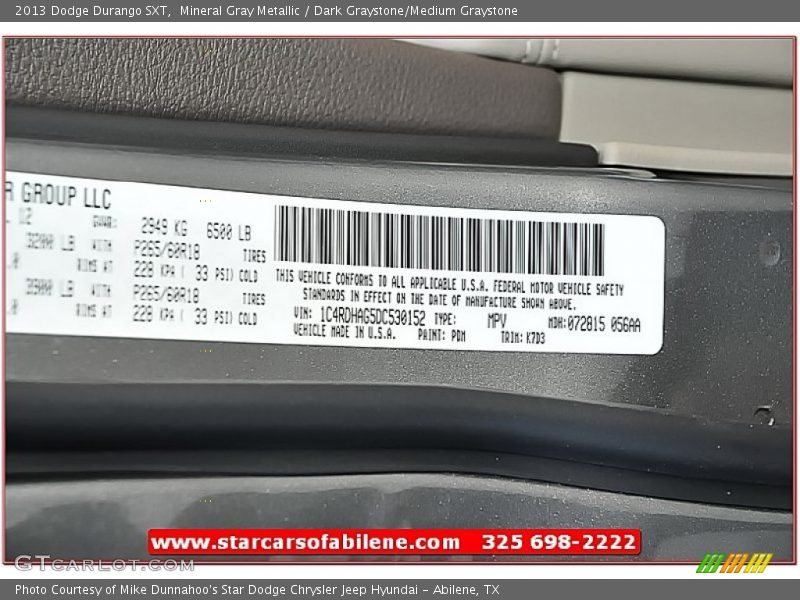 2013 Dodge Durango SXT,  Mineral Gray Metallic / Dark Graystone/Medium Graystone
R GROUP LLC
12 GVWR: 2949 KG 6500 LB
3200 LB WITH P265/60R18 TIRES
RIMS AT 228 KPA ( 33 PSI) COLD
3900 LB WITH P265/60R18 TIRES
RIMS AT 228 KPA ( 33 PSI) COLD
THIS VEHICLE CONFORMS TO ALL APPLICABLE U.S.A. FEDERAL MOTOR VEHICLE SAFETY
STANDARDS IN EFFECT ON THE DATE OF MANUFACTURE SHOWN ABOVE.
VIN: 1C4RDHAG5DC530152 TYPE: MPV MDH:072815 056AA
VEHICLE MADE IN U.S.A. PAINT: PDM TRIM: K7D3
www.starcarsofabilene.com 325 698-2222
GTCARLOT.COM
Photo Courtesy of Mike Dunnahoo's Star Dodge Chrysler Jeep Hyundai - Abilene, TX